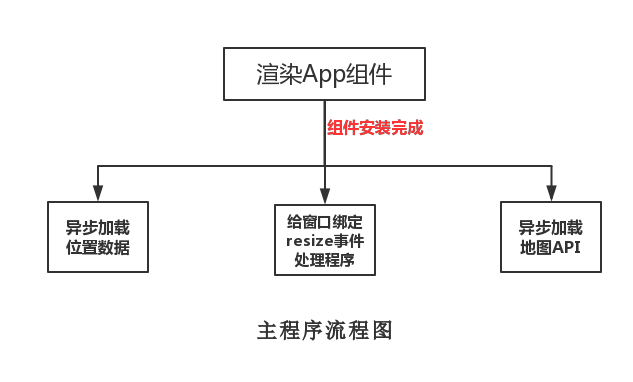 渲染App组件
组件安装完成
异步加载
位置数据
给窗口绑定
resize事件
处理程序
异步加载
地图API
主程序流程图